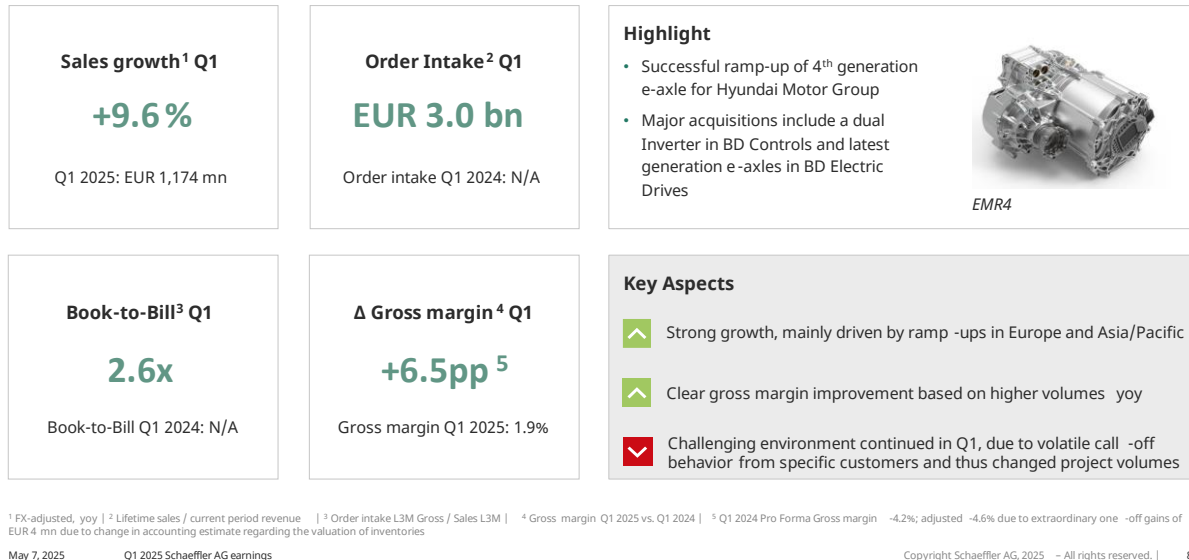 Sales growth¹ Q1
+9.6 %
Q1 2025: EUR 1,174 mn
Order Intake² Q1
EUR 3.0 bn
Order intake Q1 2024: N/A
Highlight
• Successful ramp-up of 4th generation
e-axle for Hyundai Motor Group
• Major acquisitions include a dual
Inverter in BD Controls and latest
generation e-axles in BD Electric
Drives
EMR4
Book-to-Bill³ Q1
2.6x
Book-to-Bill Q1 2024: N/A
Δ Gross margin⁴ Q1
+6.5pp ⁵
Gross margin Q1 2025: 1.9%
Key Aspects
Strong growth, mainly driven by ramp-ups in Europe and Asia/Pacific
Clear gross margin improvement based on higher volumes yoy
Challenging environment continued in Q1, due to volatile call-off
behavior from specific customers and thus changed project volumes
¹ FX-adjusted, yoy | ² Lifetime sales / current period revenue | ³ Order intake L3M Gross / Sales L3M | ⁴ Gross margin Q1 2025 vs. Q1 2024 | ⁵ Q1 2024 Pro Forma Gross margin -4.2%; adjusted -4.6% due to extraordinary one-off gains of
EUR 4 mn due to change in accounting estimate regarding the valuation of inventories
May 7, 2025 Q1 2025 Schaeffler AG earnings Copyright Schaeffler AG, 2025 – All rights reserved. | 8